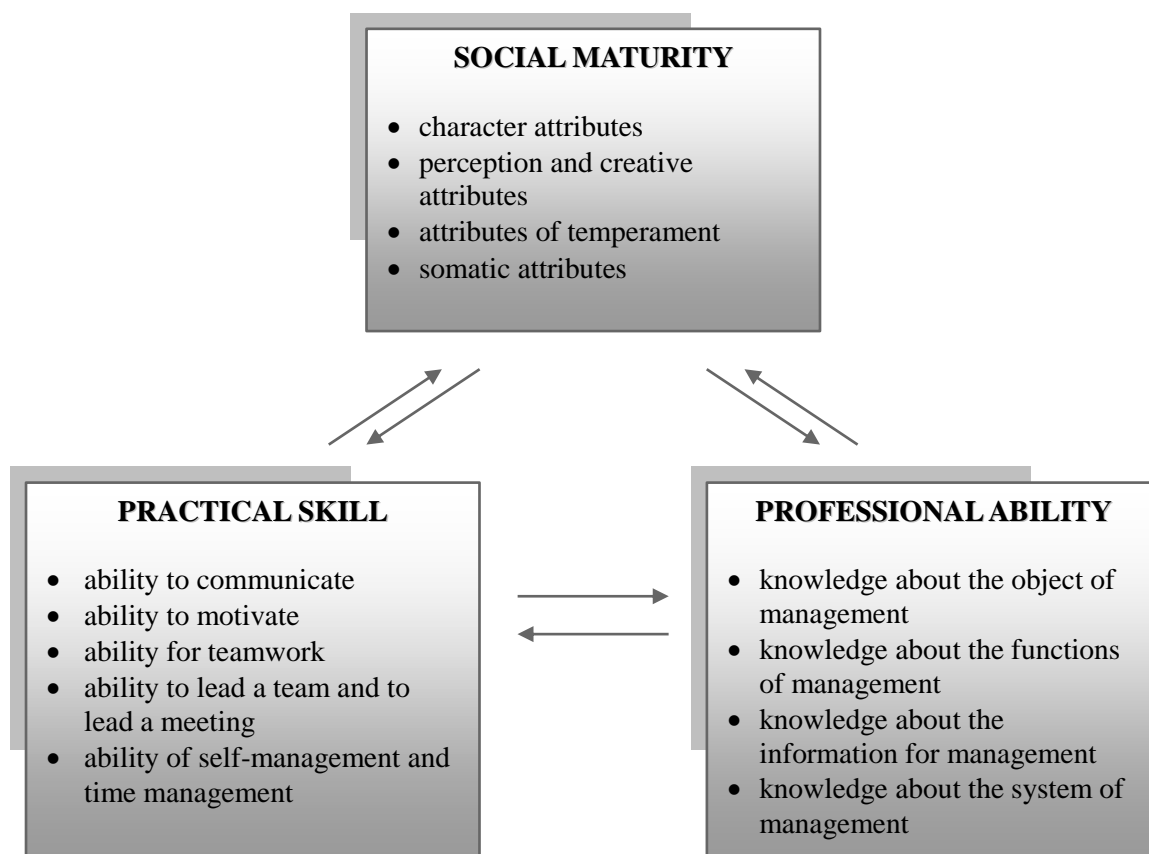 SOCIAL MATURITY
• character attributes
• perception and creative
attributes
• attributes of temperament
• somatic attributes
PRACTICAL SKILL
• ability to communicate
• ability to motivate
• ability for teamwork
• ability to lead a team and to
lead a meeting
• ability of self-management and
time management
PROFESSIONAL ABILITY
• knowledge about the object of
management
• knowledge about the functions
of management
• knowledge about the
information for management
• knowledge about the system of
management